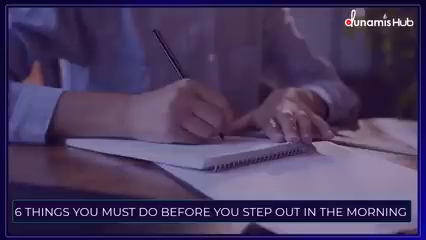 dunamis HUB
6 THINGS YOU MUST DO BEFORE YOU STEP OUT IN THE MORNING